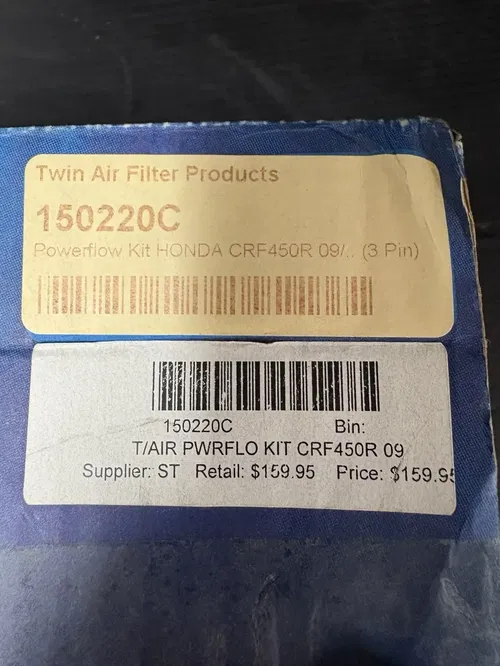 Twin Air Filter Products
150220C
Powerflow Kit HONDA CRF450R 09/.. (3 Pin)
150220C Bin:
T/AIR PWRFLO KIT CRF450R 09
Supplier: ST Retail: $159.95 Price: $159.95